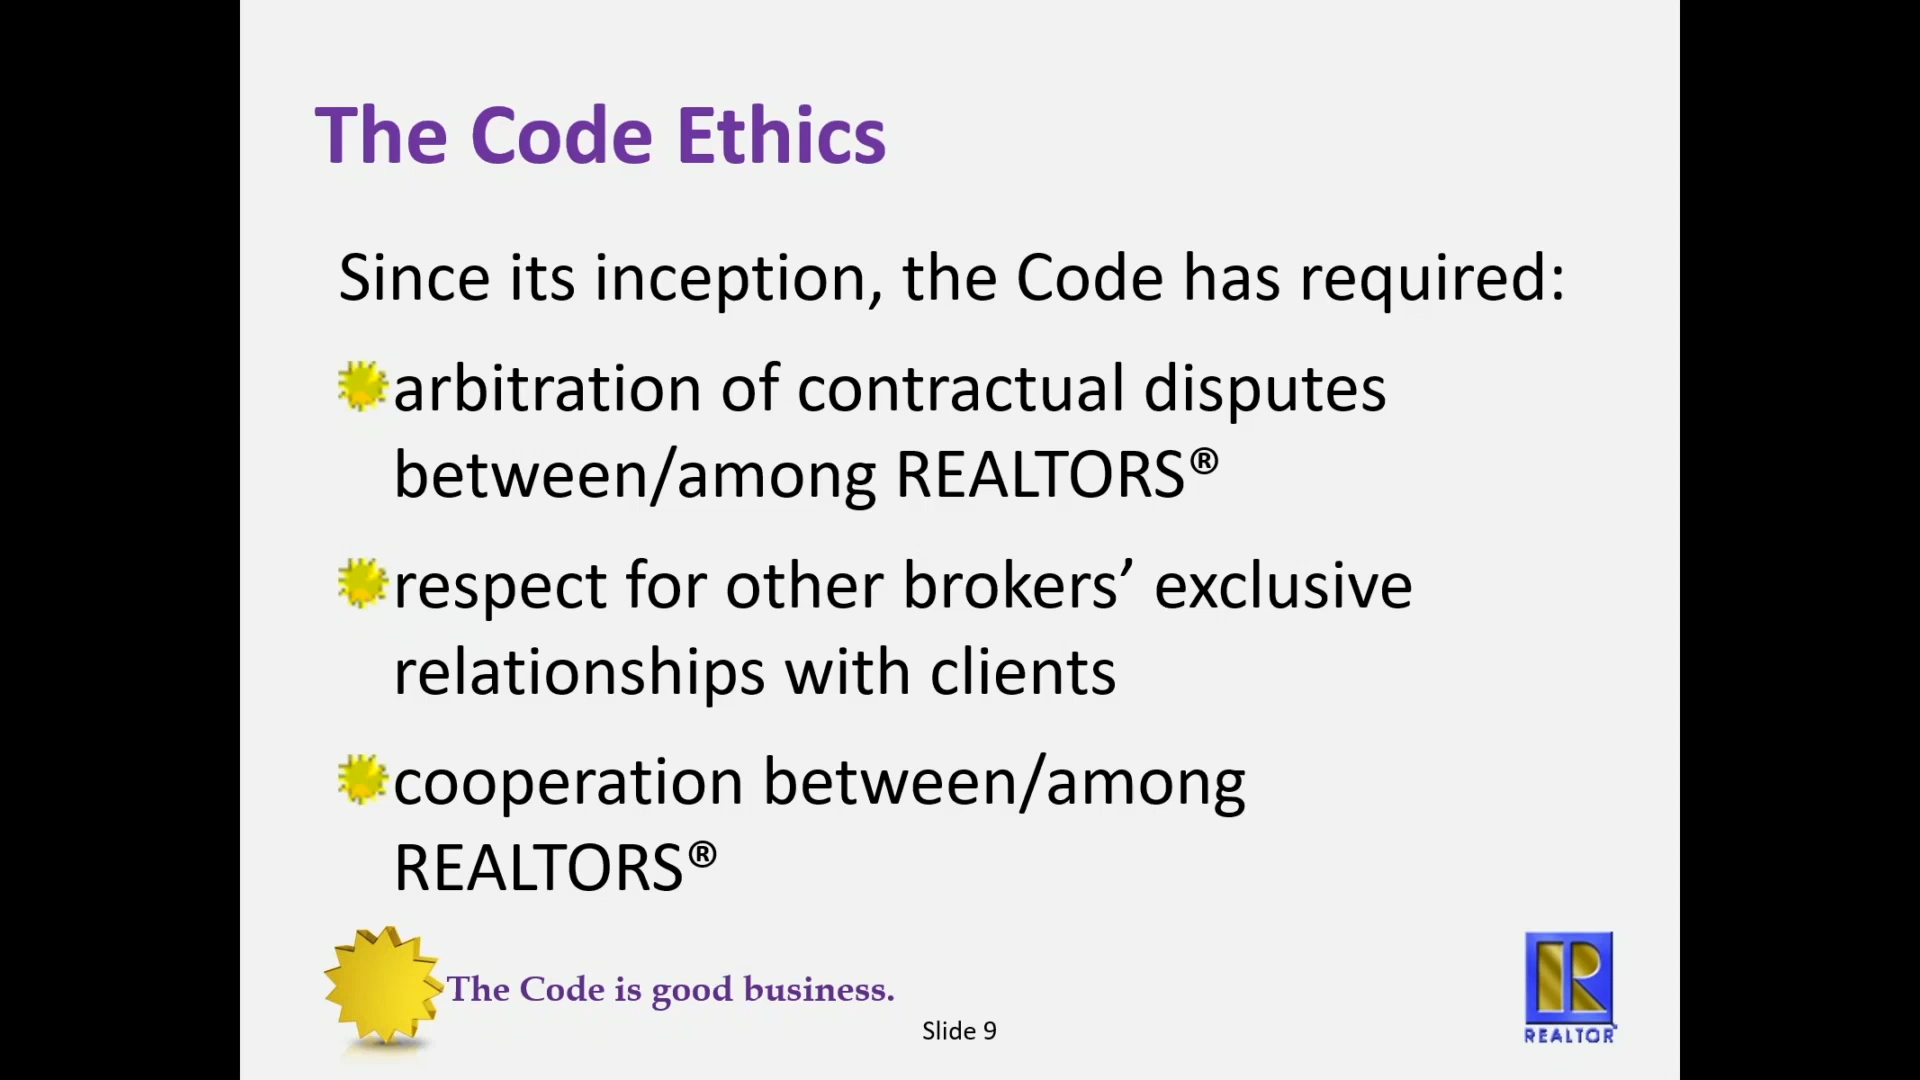 The Code Ethics
Since its inception, the Code has required:
arbitration of contractual disputes
between/among REALTORS®
respect for other brokers’ exclusive
relationships with clients
cooperation between/among
REALTORS®
The Code is good business.
Slide 9
R
REALTOR™